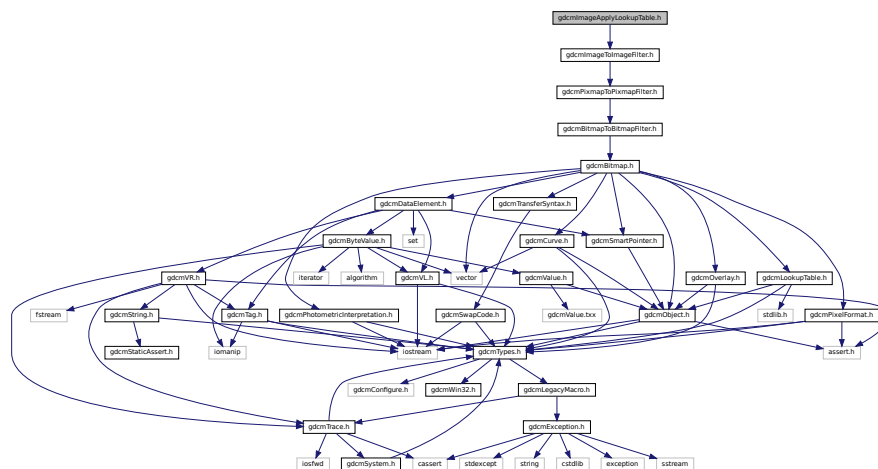 gdcmImageApplyLookupTable.h
gdcmImageToImageFilter.h
gdcmPixmapToPixmapFilter.h
gdcmBitmapToBitmapFilter.h
gdcmBitmap.h
gdcmDataElement.h
gdcmTransferSyntax.h
gdcmByteValue.h
set
gdcmCurve.h
gdcmSmartPointer.h
gdcmVR.h
iterator
algorithm
gdcmVL.h
vector
gdcmValue.h
gdcmOverlay.h
gdcmLookupTable.h
fstream
gdcmString.h
gdcmTag.h
gdcmPhotometricInterpretation.h
gdcmSwapCode.h
gdcmValue.txx
gdcmObject.h
stdlib.h
gdcmPixelFormat.h
gdcmStaticAssert.h
iomanip
iostream
gdcmTypes.h
assert.h
gdcmConfigure.h
gdcmWin32.h
gdcmLegacyMacro.h
gdcmTrace.h
gdcmException.h
iosfwd
gdcmSystem.h
cassert
stdexcept
string
cstdlib
exception
sstream